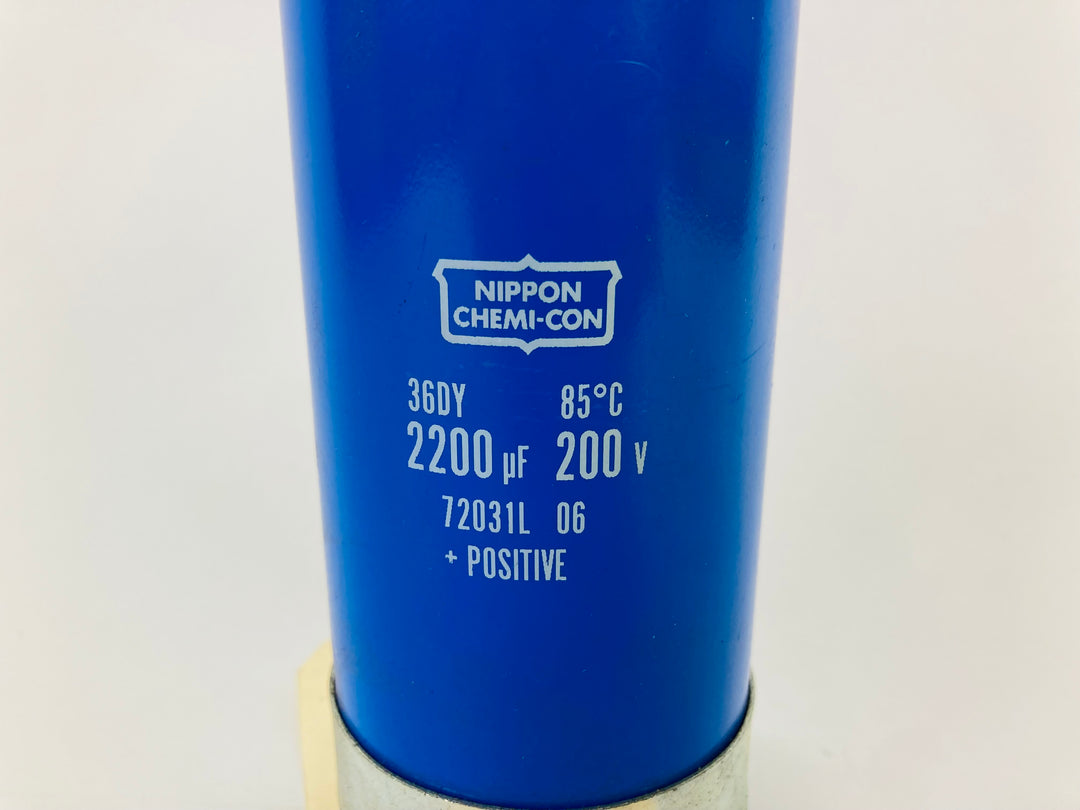 NIPPON
CHEMI-CON
36DY 85°C
2200 µF 200 V
72031L 06
+ POSITIVE